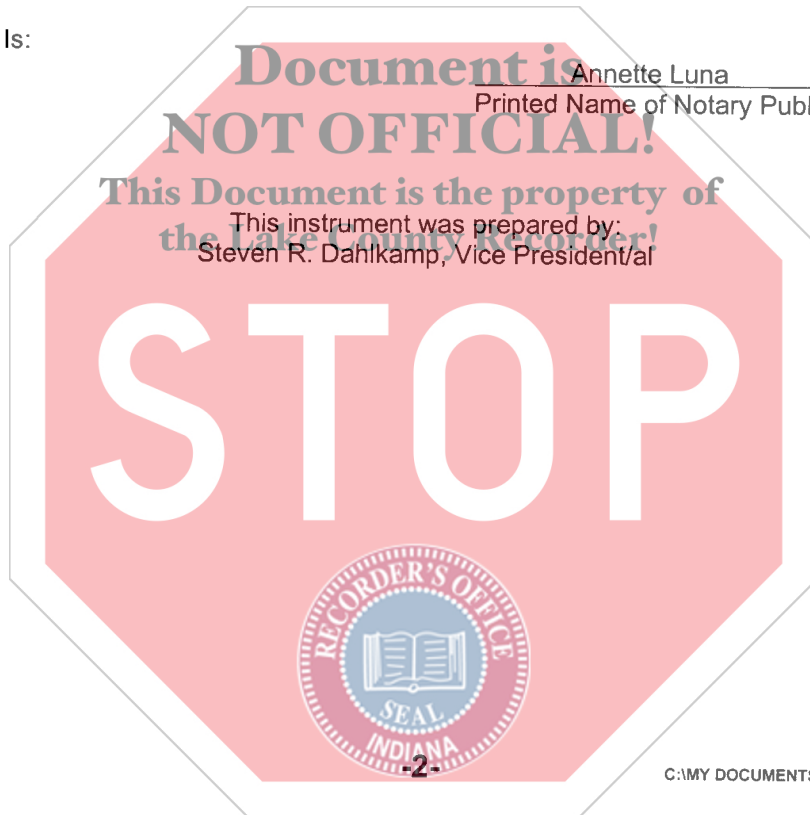 ls:
Document is
Annette Luna
Printed Name of Notary Publ
NOT OFFICIAL!
This Document is the property of
This instrument was prepared by:
the Lake County Recorder!
Steven R. Dahlkamp, Vice President/al
STOP
RECORDER'S OFFICE
SEAL
INDIANA
-2-
C:\MY DOCUMENTS